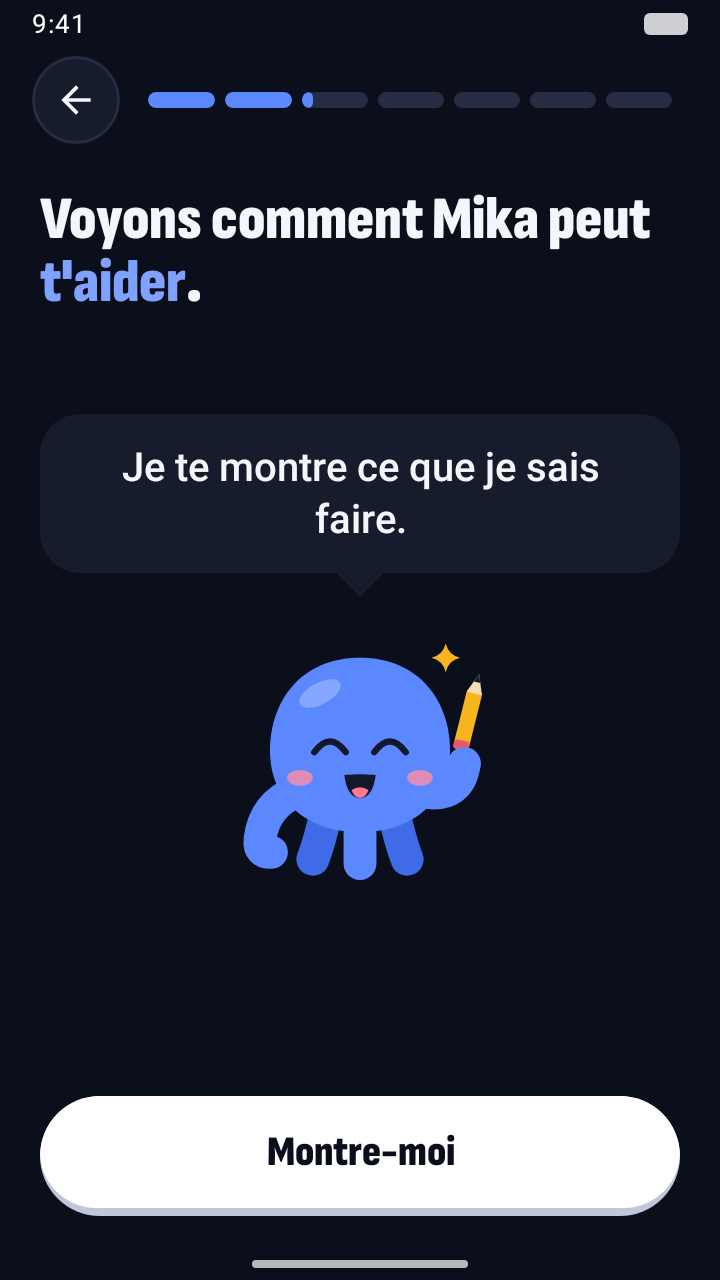 9:41
Voyons comment Mika peut
t'aider.
Je te montre ce que je sais
faire.
Montre-moi